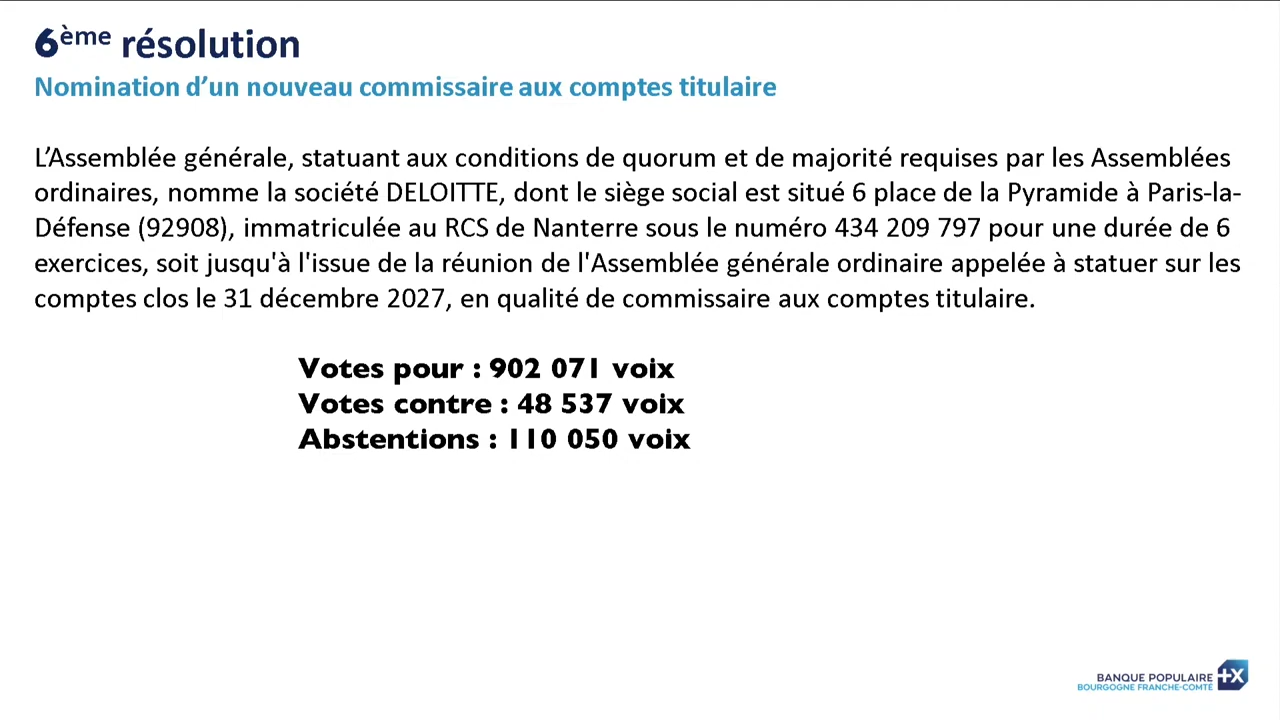 6ème résolution
Nomination d’un nouveau commissaire aux comptes titulaire
L’Assemblée générale, statuant aux conditions de quorum et de majorité requises par les Assemblées
ordinaires, nomme la société DELOITTE, dont le siège social est situé 6 place de la Pyramide à Paris-la-
Défense (92908), immatriculée au RCS de Nanterre sous le numéro 434 209 797 pour une durée de 6
exercices, soit jusqu'à l'issue de la réunion de l'Assemblée générale ordinaire appelée à statuer sur les
comptes clos le 31 décembre 2027, en qualité de commissaire aux comptes titulaire.
Votes pour : 902 071 voix
Votes contre : 48 537 voix
Abstentions : 110 050 voix
BANQUE POPULAIRE
BOURGOGNE FRANCHE-COMTÉ